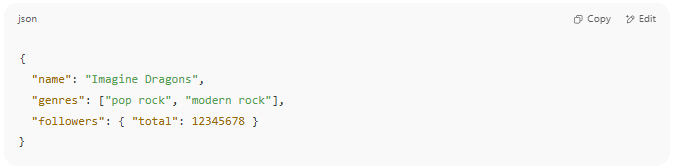 json
Copy
Edit
{
  "name": "Imagine Dragons",
  "genres": ["pop rock", "modern rock"],
  "followers": { "total": 12345678 }
}